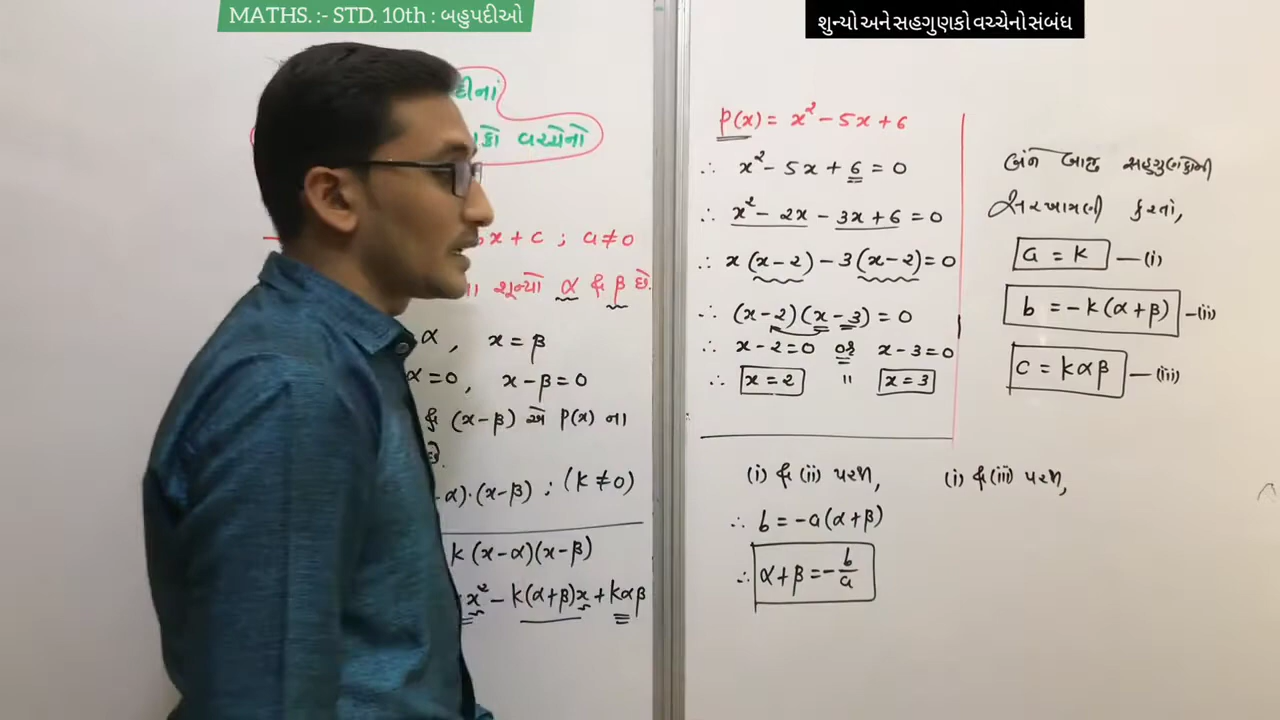 MATHS. :- STD. 10th : બહુપદીઓ
શુન્યો અને સહગુણકો વચ્ચેનો સંબંધ
વચ્ચેનો
x + c ; a ≠ 0
શૂન્યો α & β છે.
α , x = β
α = 0 , x − β = 0
& (x − β) એ P(x) ના
છે.
α) · (x − β) ; (k ≠ 0)
k (x − α)(x − β)
x² − k(α + β)x + kαβ
P(x) = x² − 5x + 6
∴ x² − 5x + 6 = 0
∴ x² − 2x − 3x + 6 = 0
∴ x (x − 2) − 3 (x − 2) = 0
∴ (x − 2)(x − 3) = 0
∴ x − 2 = 0 or x − 3 = 0
∴ x = 2 " x = 3
બંને બાજુ સહગુણકોની
સરખામણી કરતાં,
a = k —(i)
b = −k(α + β) —(ii)
c = kαβ —(iii)
(i) & (ii) પરથી,
∴ b = −a(α + β)
∴ α + β = −b/a
(i) & (iii) પરથી,